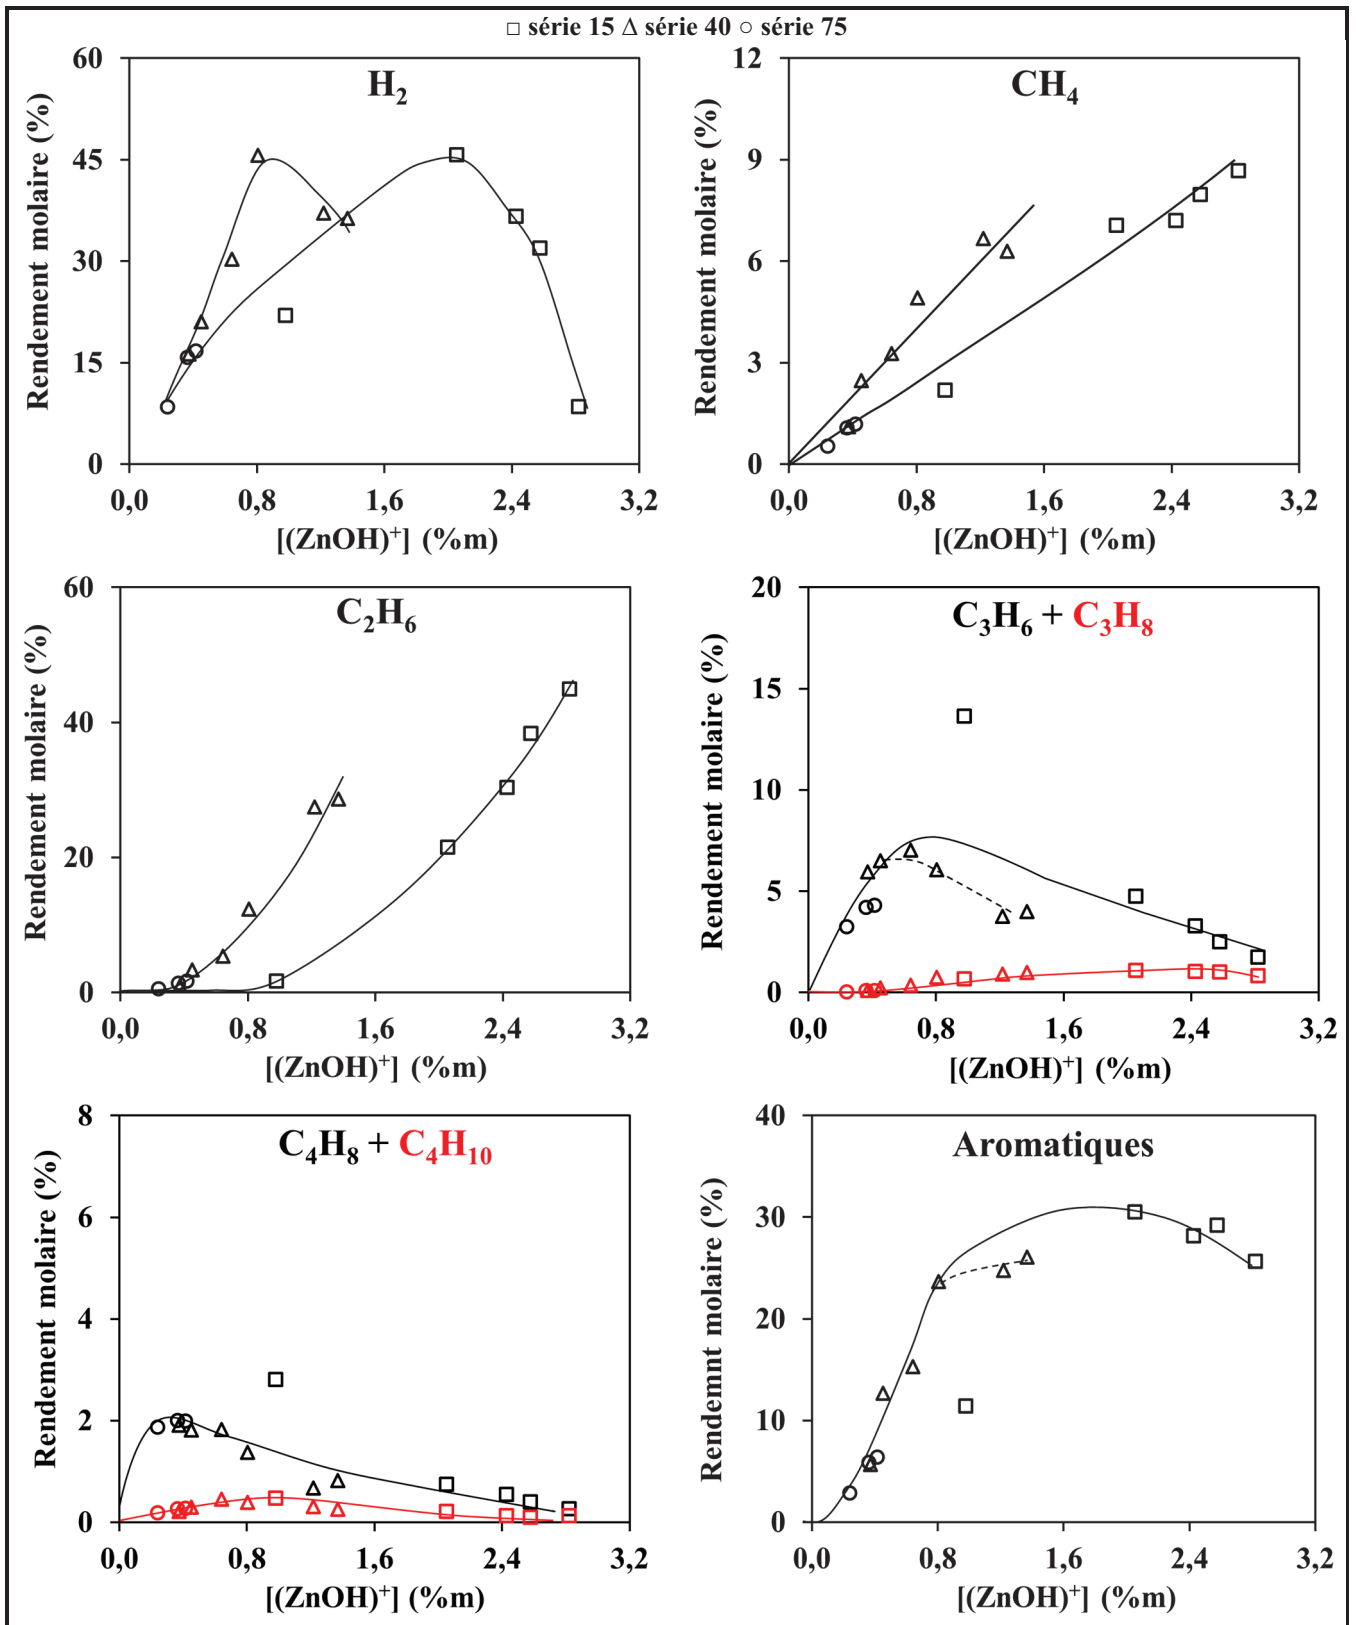 □ série 15 Δ série 40 ○ série 75
H2
Rendement molaire (%)
60
45
30
15
0
0,0 0,8 1,6 2,4 3,2
[(ZnOH)+] (%m)
CH4
Rendement molaire (%)
12
9
6
3
0
0,0 0,8 1,6 2,4 3,2
[(ZnOH)+] (%m)
C2H6
Rendement molaire (%)
60
40
20
0
0,0 0,8 1,6 2,4 3,2
[(ZnOH)+] (%m)
C3H6 + C3H8
Rendement molaire (%)
20
15
10
5
0
0,0 0,8 1,6 2,4 3,2
[(ZnOH)+] (%m)
C4H8 + C4H10
Rendement molaire (%)
8
6
4
2
0
0,0 0,8 1,6 2,4 3,2
[(ZnOH)+] (%m)
Aromatiques
Rendemnt molaire (%)
40
30
20
10
0
0,0 0,8 1,6 2,4 3,2
[(ZnOH)+] (%m)